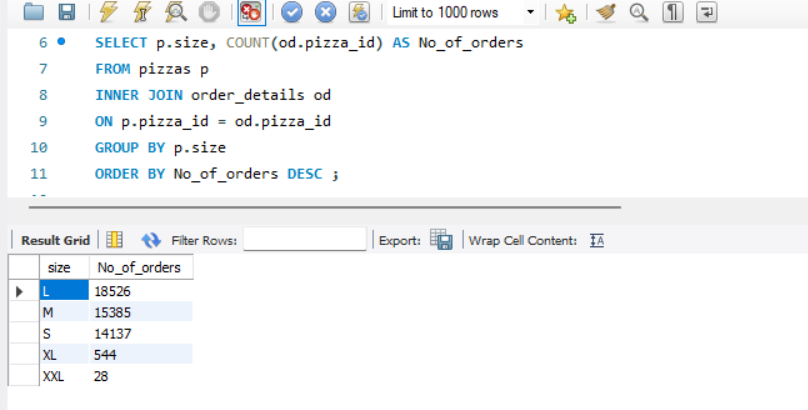 Limit to 1000 rows
6 SELECT p.size, COUNT(od.pizza_id) AS No_of_orders
7 FROM pizzas p
8 INNER JOIN order_details od
9 ON p.pizza_id = od.pizza_id
10 GROUP BY p.size
11 ORDER BY No_of_orders DESC ;
Result Grid Filter Rows: Export: Wrap Cell Content: IA
size No_of_orders
L 18526
M 15385
S 14137
XL 544
XXL 28